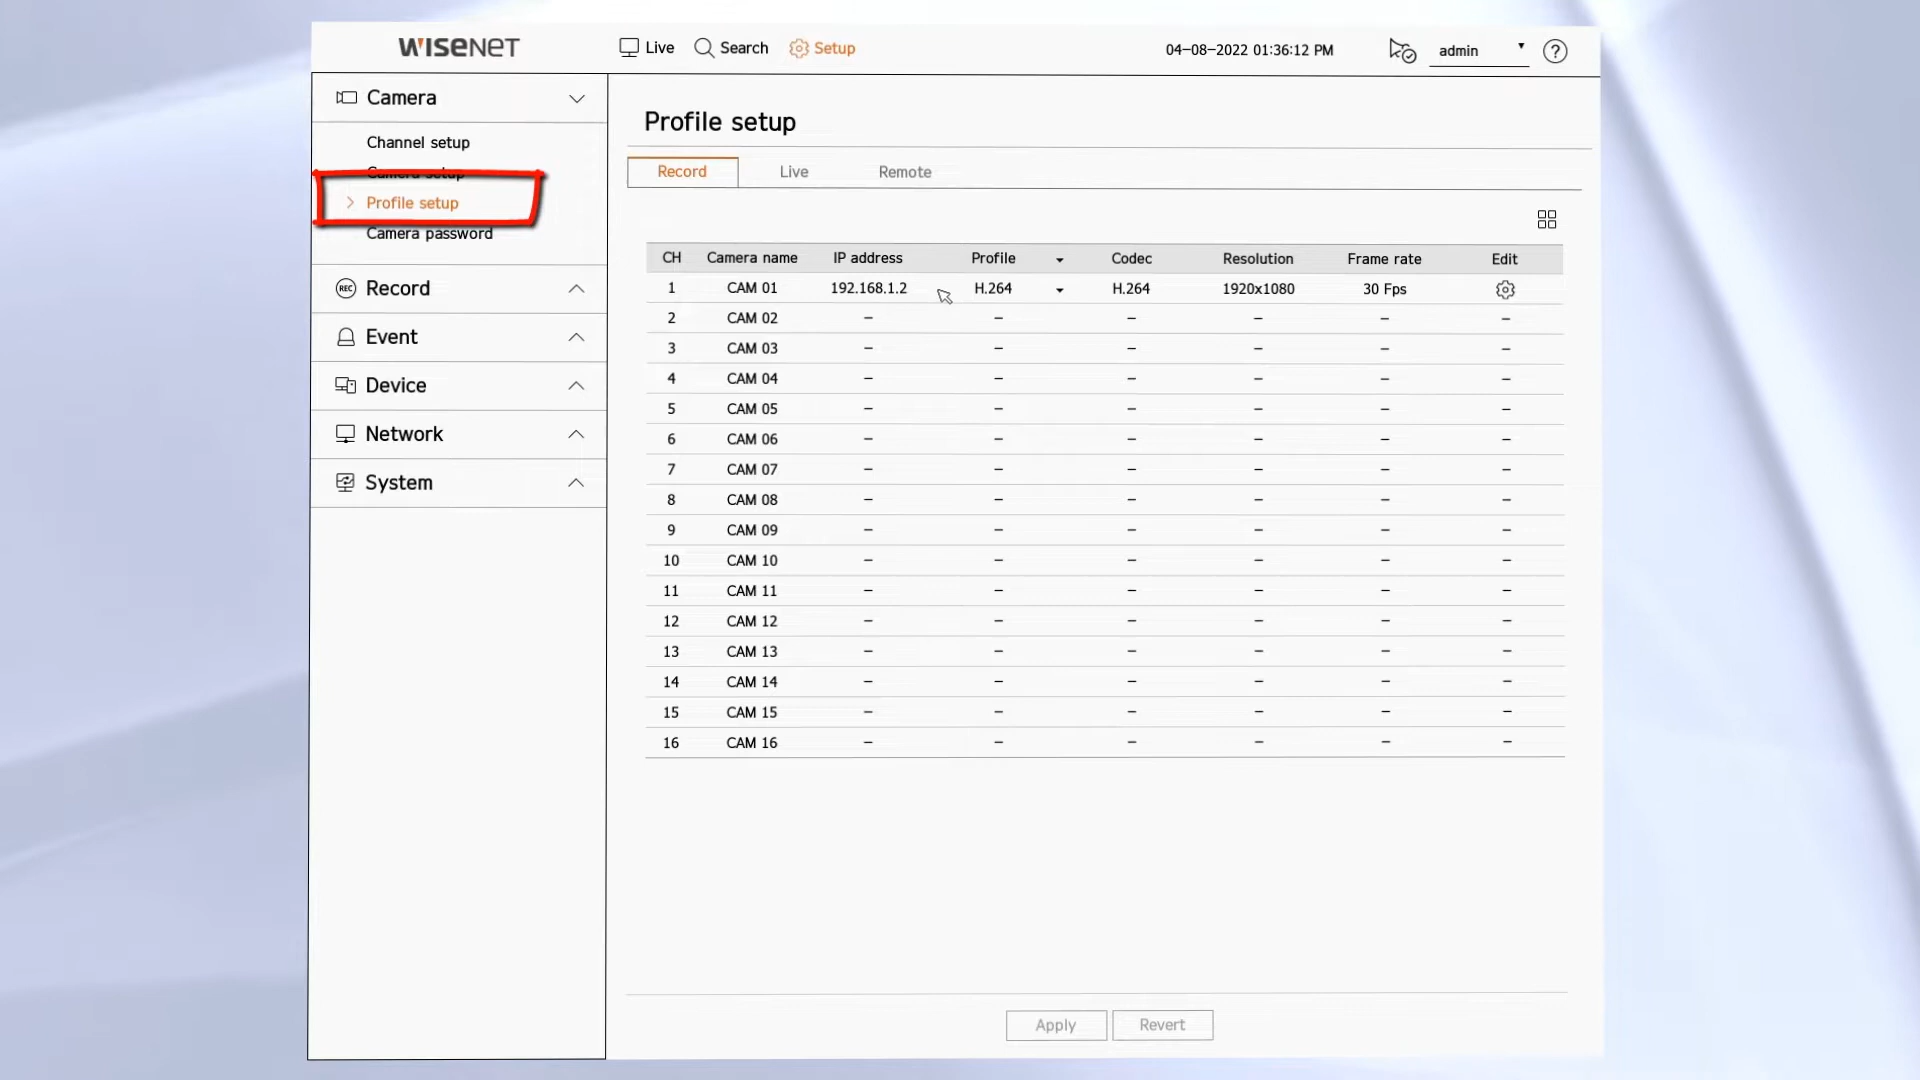 WISENET
Live
Search
Setup
04-08-2022 01:36:12 PM
admin
?
Camera
Channel setup
Camera setup
Profile setup
Camera password
REC
Record
Event
Device
Network
System
Profile setup
Record Live Remote
CH Camera name IP address Profile Codec Resolution Frame rate Edit
1 CAM 01 192.168.1.2 H.264 H.264 1920x1080 30 Fps
2 CAM 02 – – – – – –
3 CAM 03 – – – – – –
4 CAM 04 – – – – – –
5 CAM 05 – – – – – –
6 CAM 06 – – – – – –
7 CAM 07 – – – – – –
8 CAM 08 – – – – – –
9 CAM 09 – – – – – –
10 CAM 10 – – – – – –
11 CAM 11 – – – – – –
12 CAM 12 – – – – – –
13 CAM 13 – – – – – –
14 CAM 14 – – – – – –
15 CAM 15 – – – – – –
16 CAM 16 – – – – – –
Apply Revert